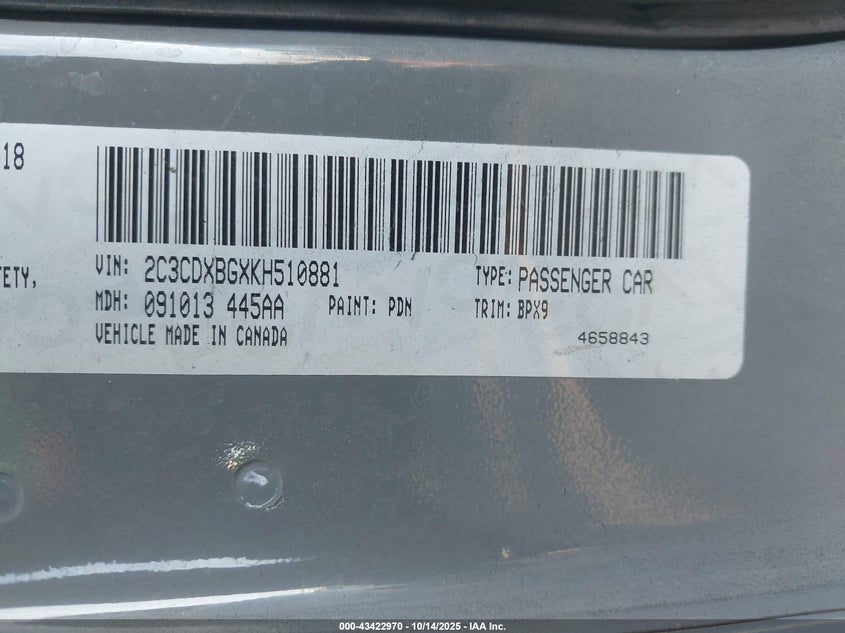 18
ETY,
VIN: 2C3CDXBGXKH510881 TYPE: PASSENGER CAR
MDH: 091013 445AA PAINT: PDN TRIM: BPX9
VEHICLE MADE IN CANADA 4658843
000-43422970 - 10/14/2025 - IAA Inc.